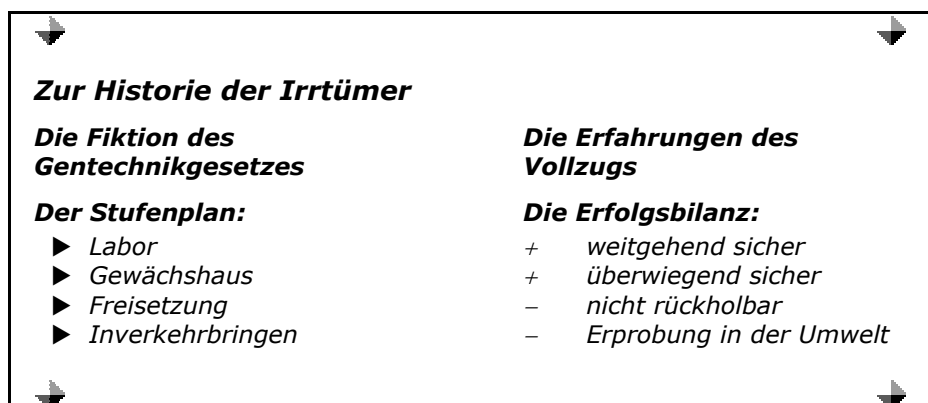 Zur Historie der Irrtümer
Die Fiktion des
Gentechnikgesetzes
Die Erfahrungen des
Vollzugs
Der Stufenplan:
▶ Labor
▶ Gewächshaus
▶ Freisetzung
▶ Inverkehrbringen
Die Erfolgsbilanz:
+ weitgehend sicher
+ überwiegend sicher
– nicht rückholbar
– Erprobung in der Umwelt